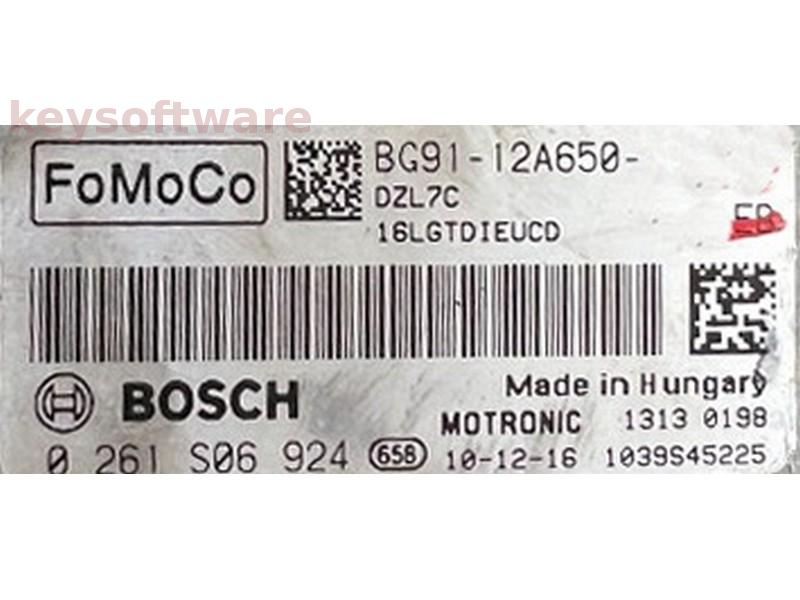 keysoftware
FoMoCo
BG91-12A650-
DZL7C
16LGTDIEUCD
BOSCH
Made in Hungary
MOTRONIC 1313 0198
0 261 S06 924 658 10-12-16 1039S45225